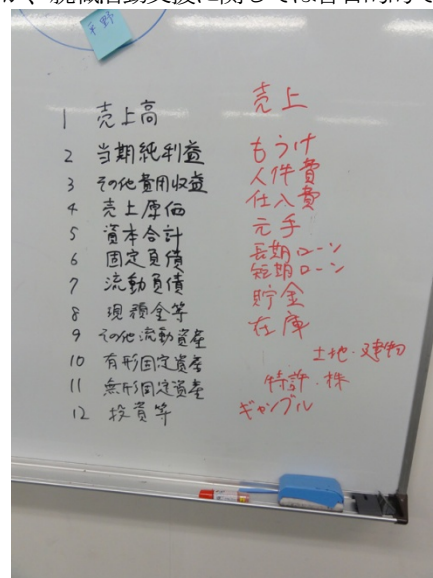 平野
1 売上高 売上
2 当期純利益 もうけ
3 その他費用収益 人件費
4 売上原価 仕入費
5 資本合計 元手
6 固定負債 長期ローン
7 流動負債 短期ローン
8 現預金等 貯金
9 その他流動資産 在庫
10 有形固定資産 土地・建物
11 無形固定資産 特許・株
12 投資等 ギャンブル